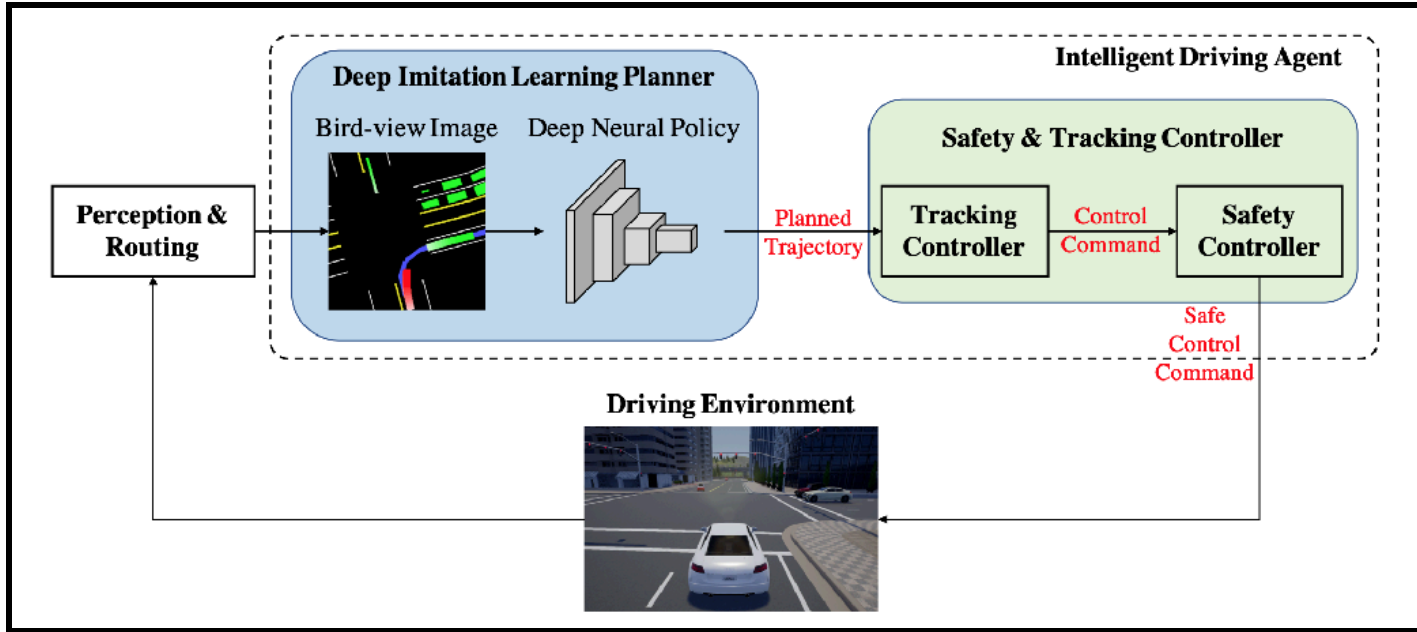 Intelligent Driving Agent
Deep Imitation Learning Planner
Bird-view Image
Deep Neural Policy
Perception &
Routing
Planned
Trajectory
Safety & Tracking Controller
Tracking
Controller
Control
Command
Safety
Controller
Safe
Control
Command
Driving Environment